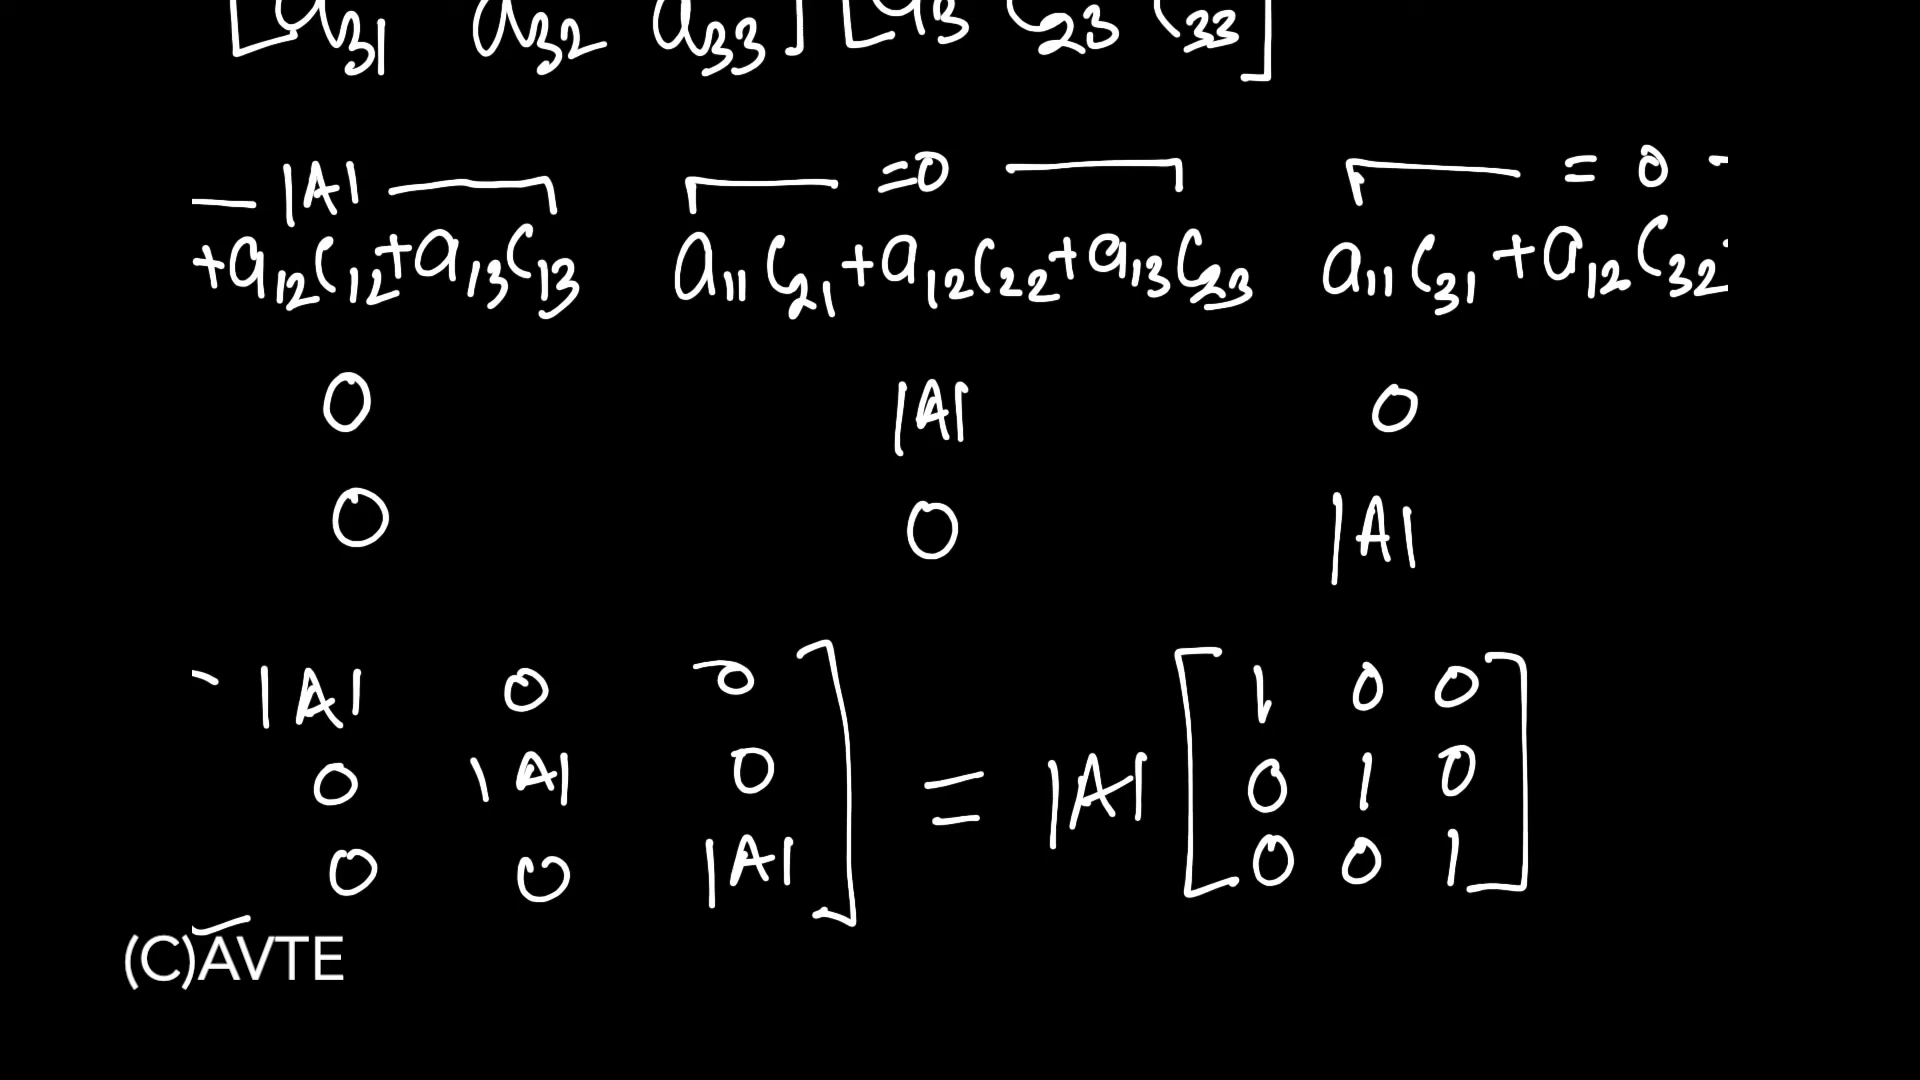 [a31 a32 a33] [C13 C23 C33]
|A| =0 = 0
+a12C12+a13C13 a11C21+a12C22+a13C23 a11C31+a12C32+
0 |A| 0
0 0 |A|
|A| 0 0 ] = |A| [ 1 0 0
0 |A| 0 0 1 0
0 0 |A| 0 0 1 ]
(C)AVTE